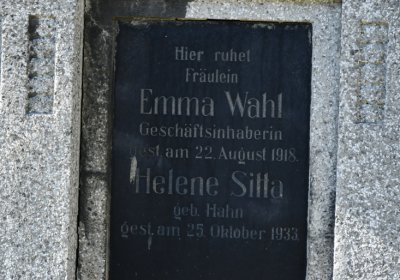 Hier ruhet
Fräulein
Emma Wahl
Geschäftsinhaberin
gest. am 22. August 1918.
Helene Sitta
geb. Hahn
gest. am 25. Oktober 1933.